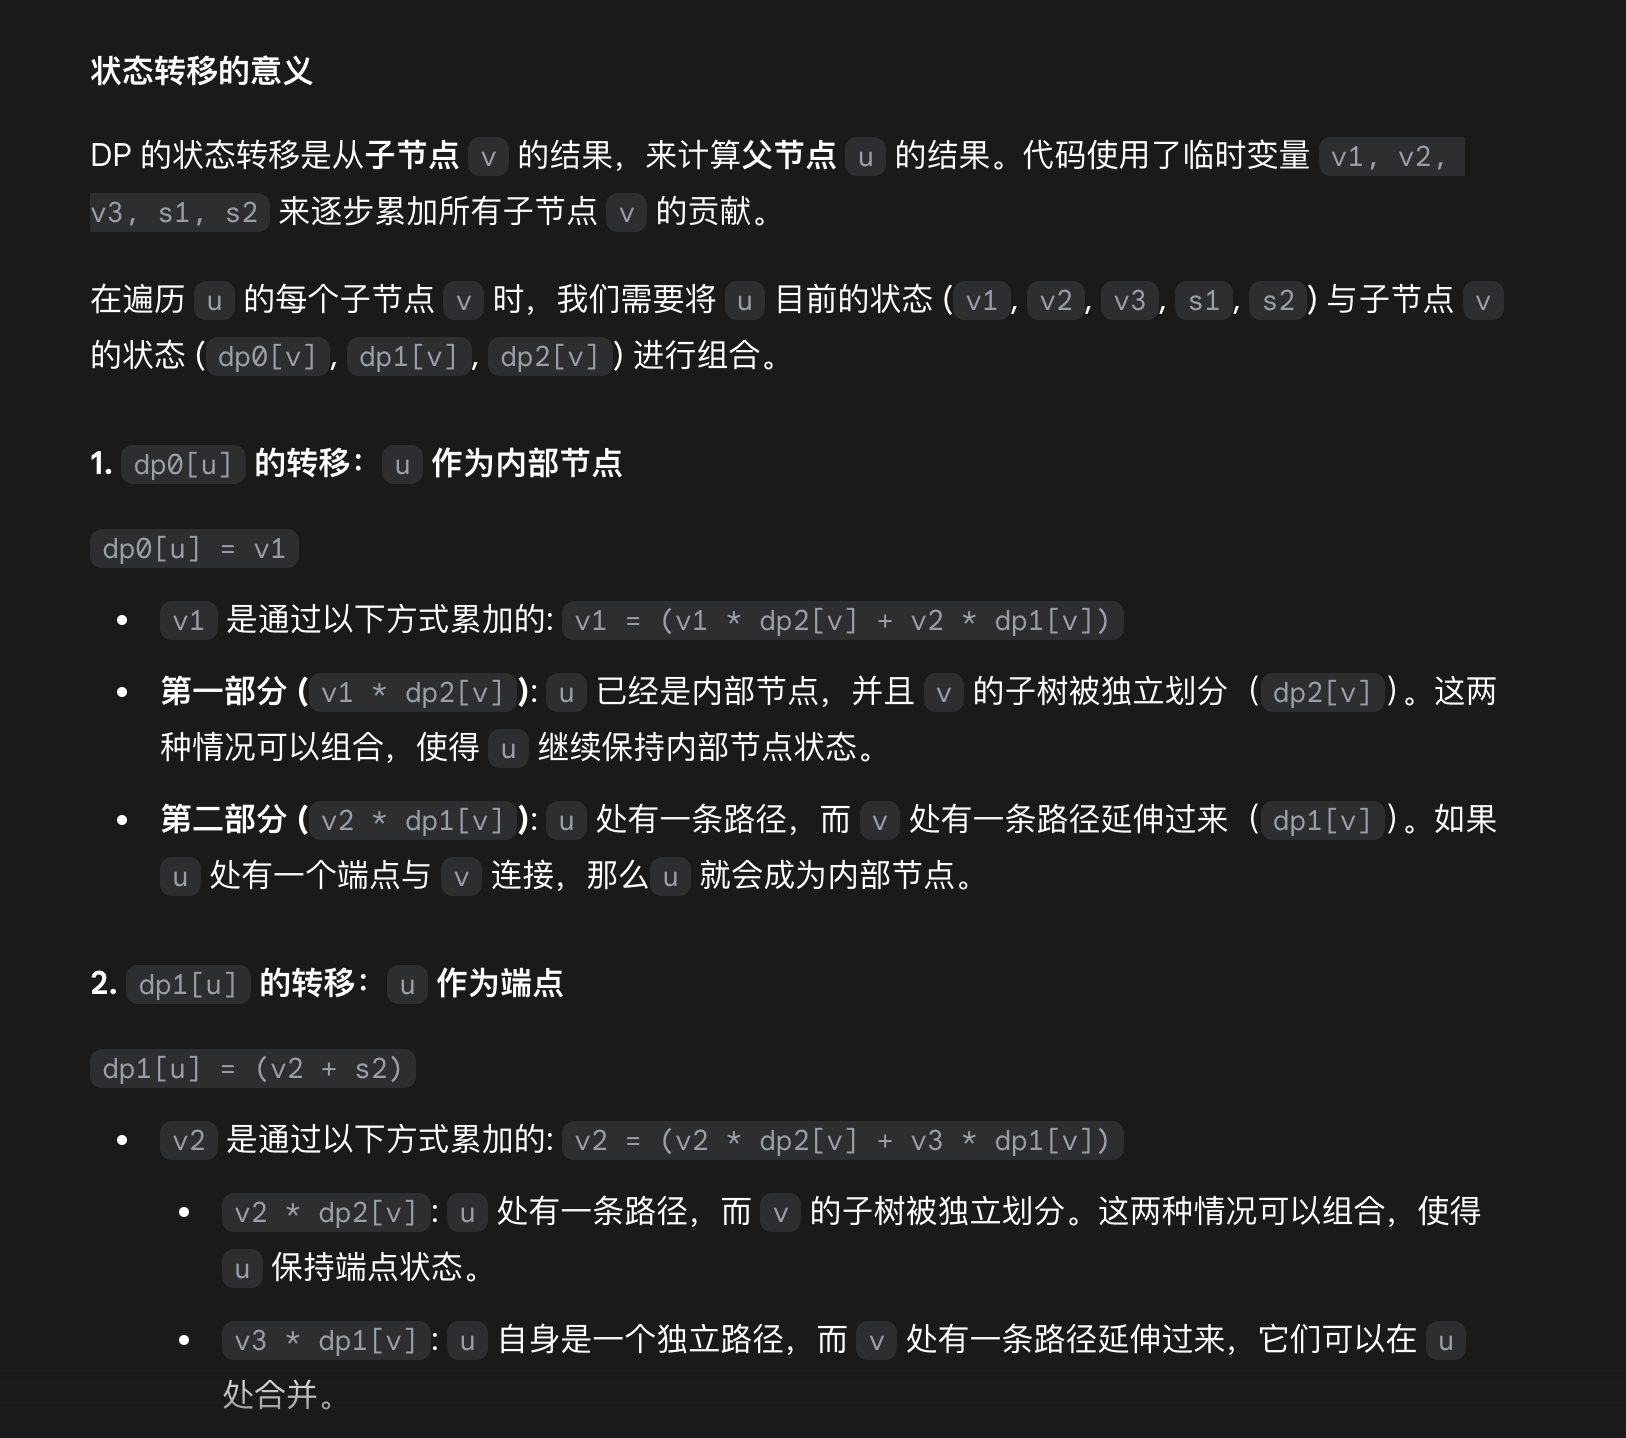 状态转移的意义
DP 的状态转移是从子节点 v 的结果，来计算父节点 u 的结果。代码使用了临时变量 v1, v2,
v3, s1, s2 来逐步累加所有子节点 v 的贡献。
在遍历 u 的每个子节点 v 时，我们需要将 u 目前的状态 (v1, v2, v3, s1, s2) 与子节点 v
的状态 (dp0[v], dp1[v], dp2[v]) 进行组合。
1. dp0[u] 的转移：u 作为内部节点
dp0[u] = v1
• v1 是通过以下方式累加的: v1 = (v1 * dp2[v] + v2 * dp1[v])
• 第一部分 (v1 * dp2[v]): u 已经是内部节点，并且 v 的子树被独立划分（dp2[v]）。这两
种情况可以组合，使得 u 继续保持内部节点状态。
• 第二部分 (v2 * dp1[v]): u 处有一条路径，而 v 处有一条路径延伸过来（dp1[v]）。如果
u 处有一个端点与 v 连接，那么 u 就会成为内部节点。
2. dp1[u] 的转移：u 作为端点
dp1[u] = (v2 + s2)
• v2 是通过以下方式累加的: v2 = (v2 * dp2[v] + v3 * dp1[v])
• v2 * dp2[v]: u 处有一条路径，而 v 的子树被独立划分。这两种情况可以组合，使得
u 保持端点状态。
• v3 * dp1[v]: u 自身是一个独立路径，而 v 处有一条路径延伸过来，它们可以在 u
处合并。